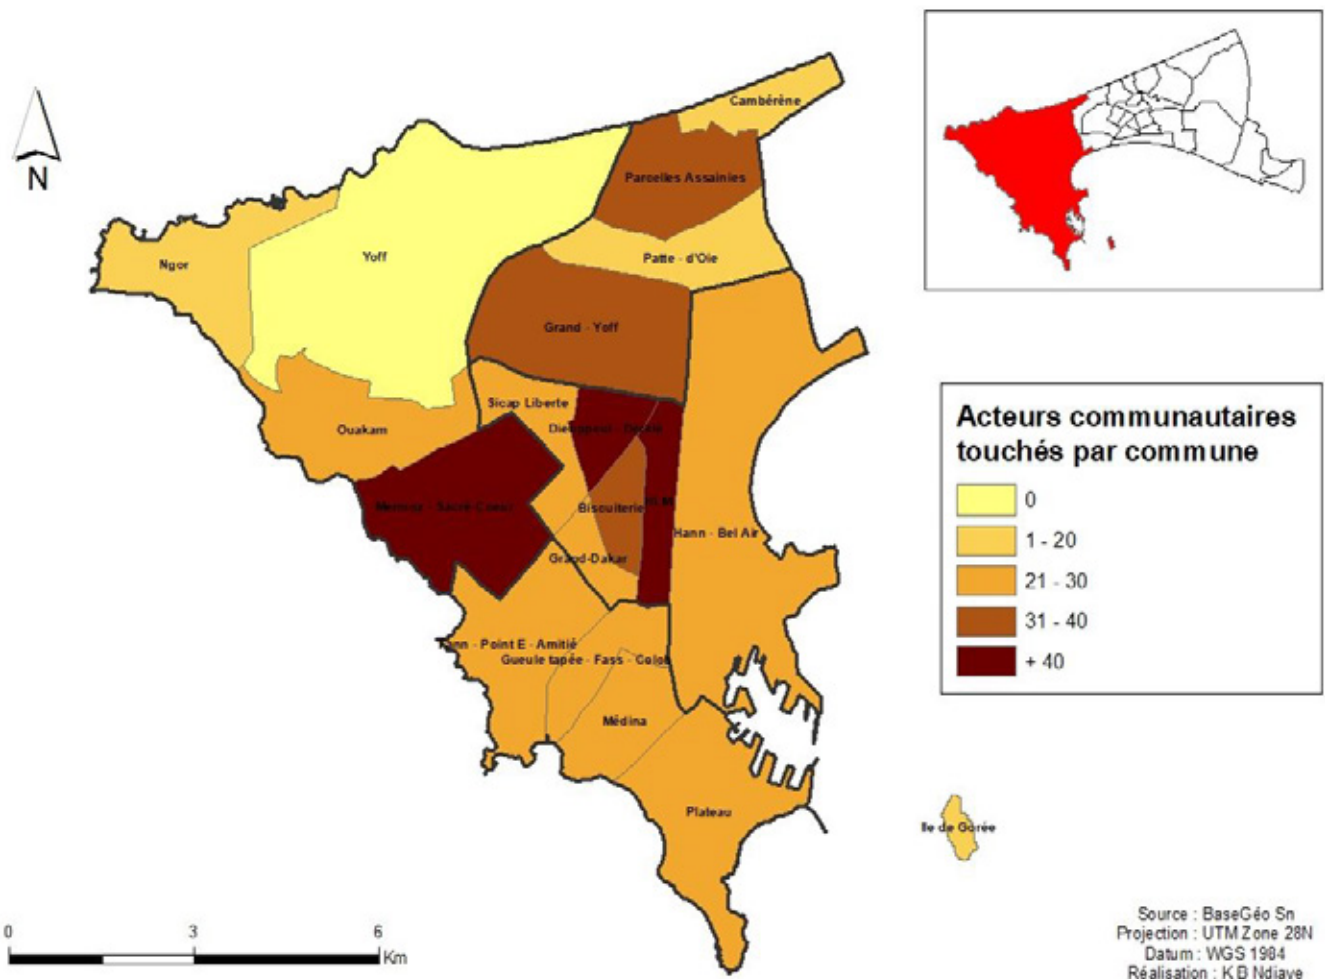 Cambérène
N
Parcelles Assainies
Ngor
Yoff
Patte - d'Oie
Grand - Yoff
Sicap Liberte
Ouakam
Acteurs communautaires
touchés par commune
0
1 - 20
21 - 30
31 - 40
+ 40
Biscuiterie
Hann - Bel Air
Grand-Dakar
- Point E - Amitié
Gueule tapée - Fass - Colob
Médina
Plateau
Ile de Gorée
0 3 6
Km
Source : BaseGéo Sn
Projection : UTM Zone 28N
Datum : WGS 1984
Réalisation : K B Ndiaye